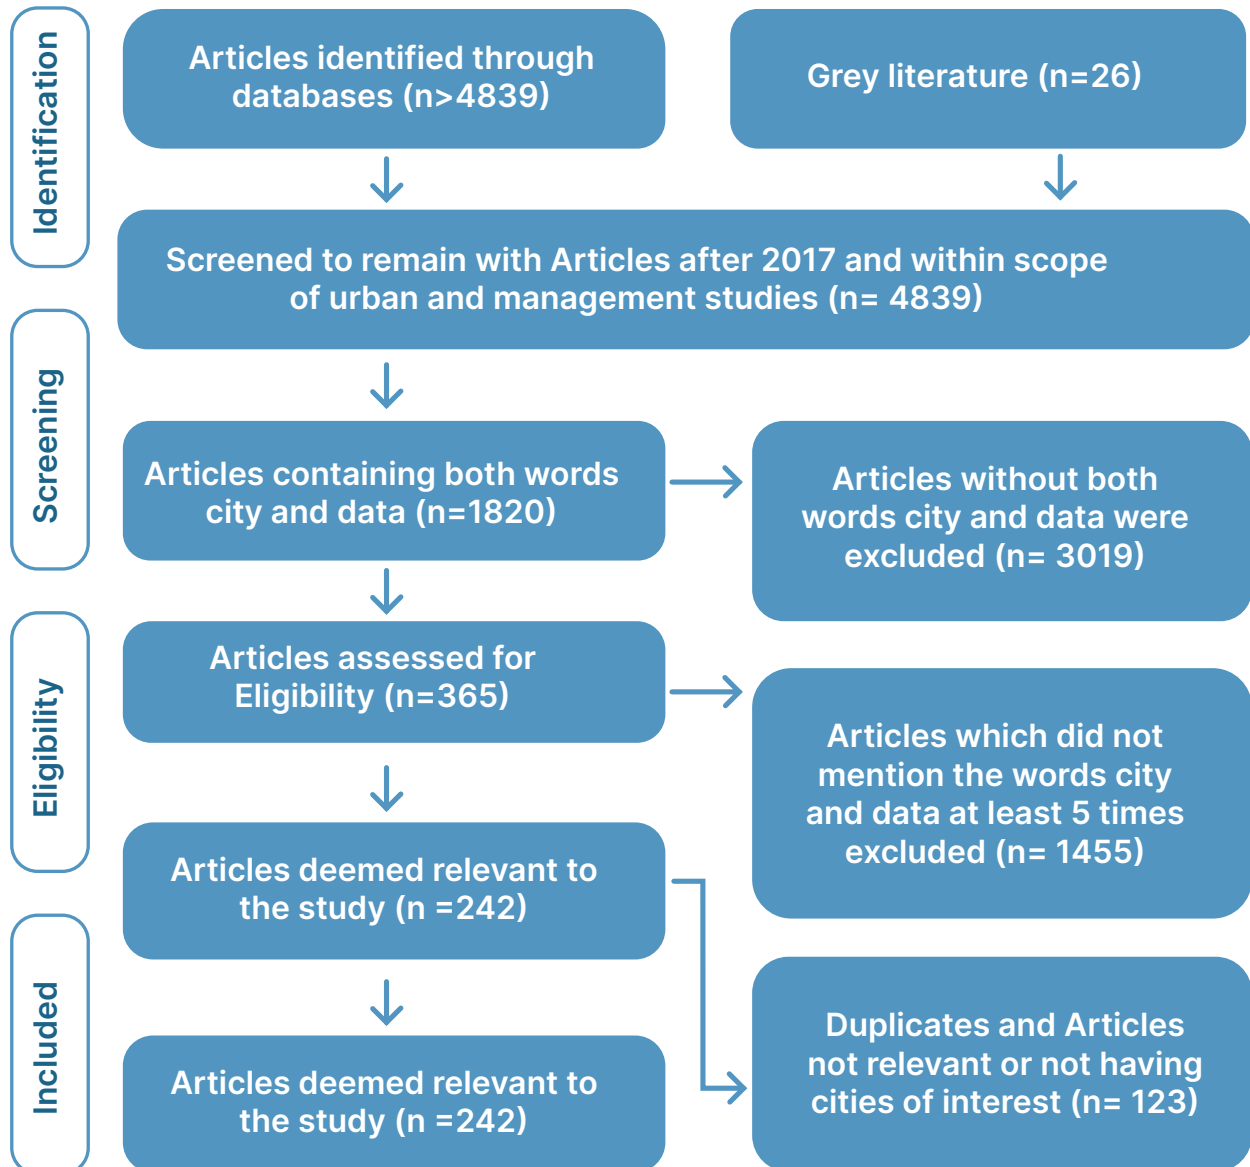 Identification
Articles identified through
databases (n>4839)
Grey literature (n=26)
Screened to remain with Articles after 2017 and within scope
of urban and management studies (n= 4839)
Screening
Articles containing both words
city and data (n=1820)
Articles without both
words city and data were
excluded (n= 3019)
Eligibility
Articles assessed for
Eligibility (n=365)
Articles which did not
mention the words city
and data at least 5 times
excluded (n= 1455)
Articles deemed relevant to
the study (n =242)
Included
Duplicates and Articles
not relevant or not having
cities of interest (n= 123)
Articles deemed relevant to
the study (n =242)